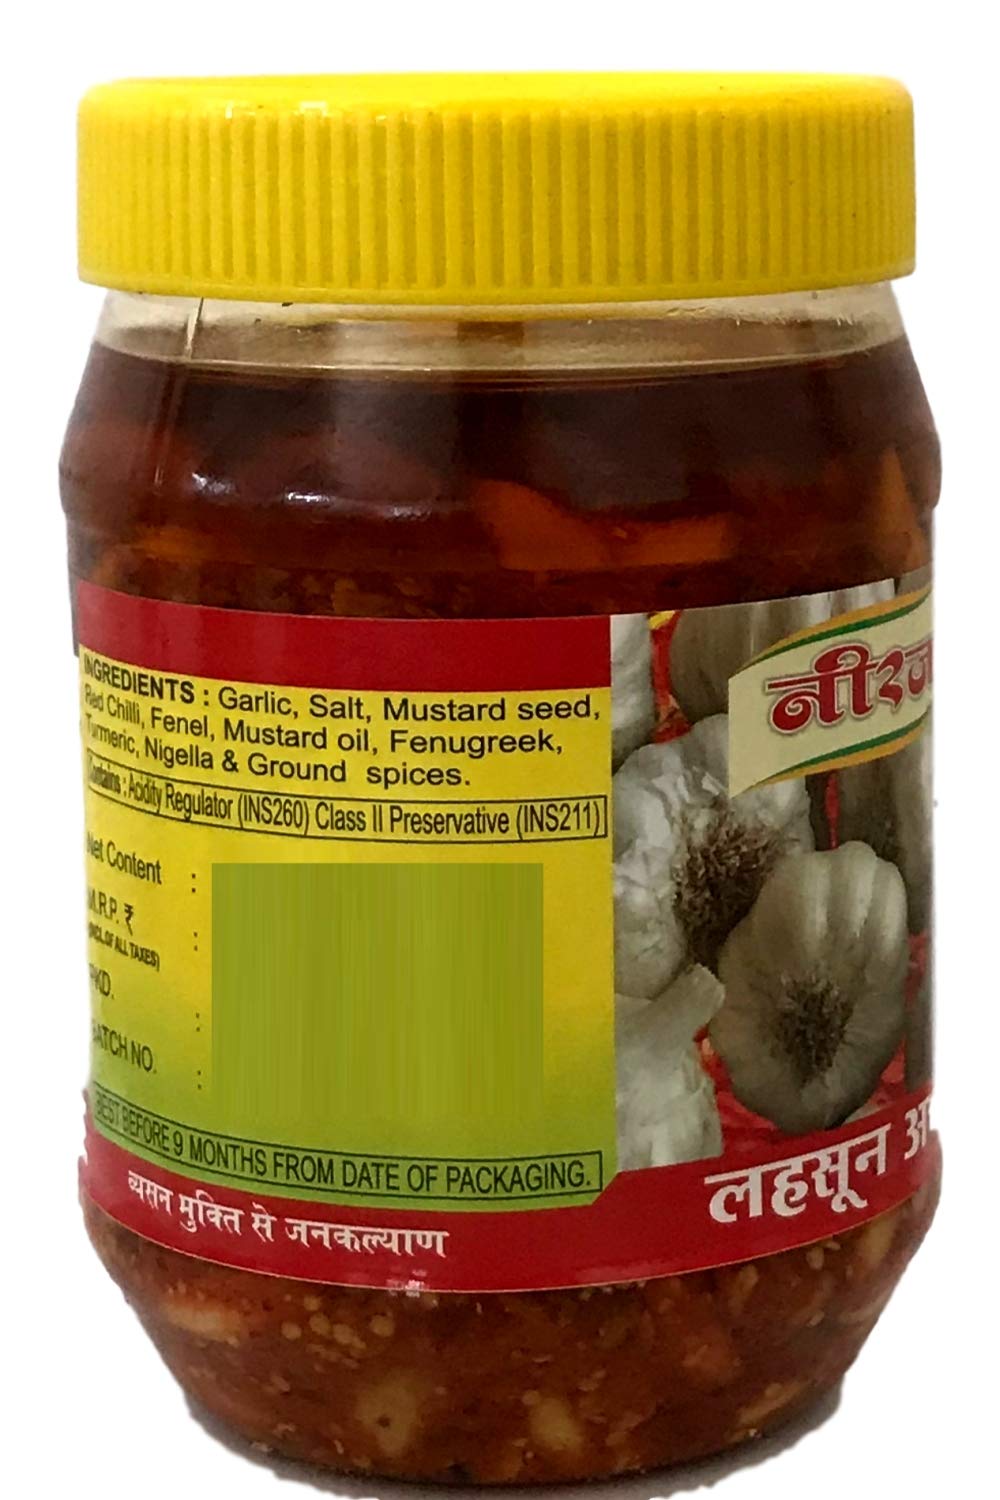 INGREDIENTS : Garlic, Salt, Mustard seed,
Red Chilli, Fenel, Mustard oil, Fenugreek,
Turmeric, Nigella & Ground spices.
Contains : Acidity Regulator (INS260) Class II Preservative (INS211)
Net Content :
M.R.P. ₹ :
(INCL.OF ALL TAXES)
PKD. :
BATCH NO. :
BEST BEFORE 9 MONTHS FROM DATE OF PACKAGING.
व्यसन मुक्ति से जनकल्याण
नीरज
लहसून